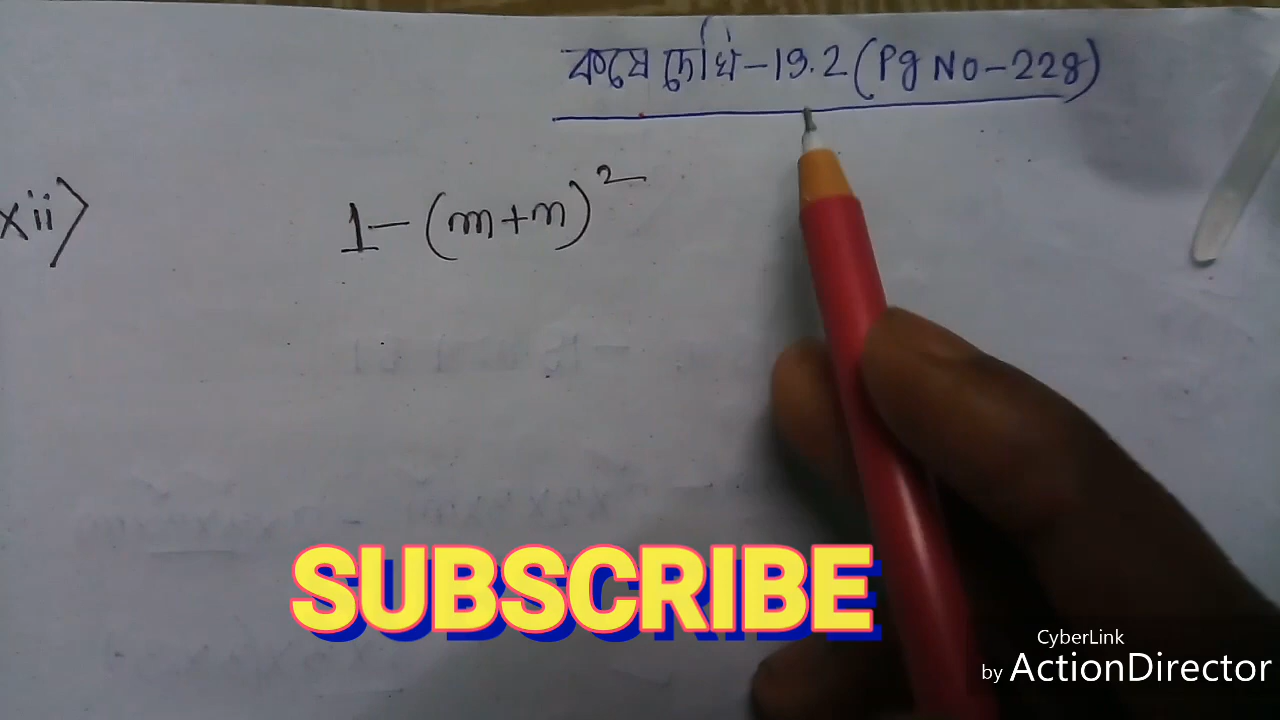 কষে দেখি-19.2 (Pg No-228)
xii> 1-(m+n)²
SUBSCRIBE
CyberLink
by ActionDirector